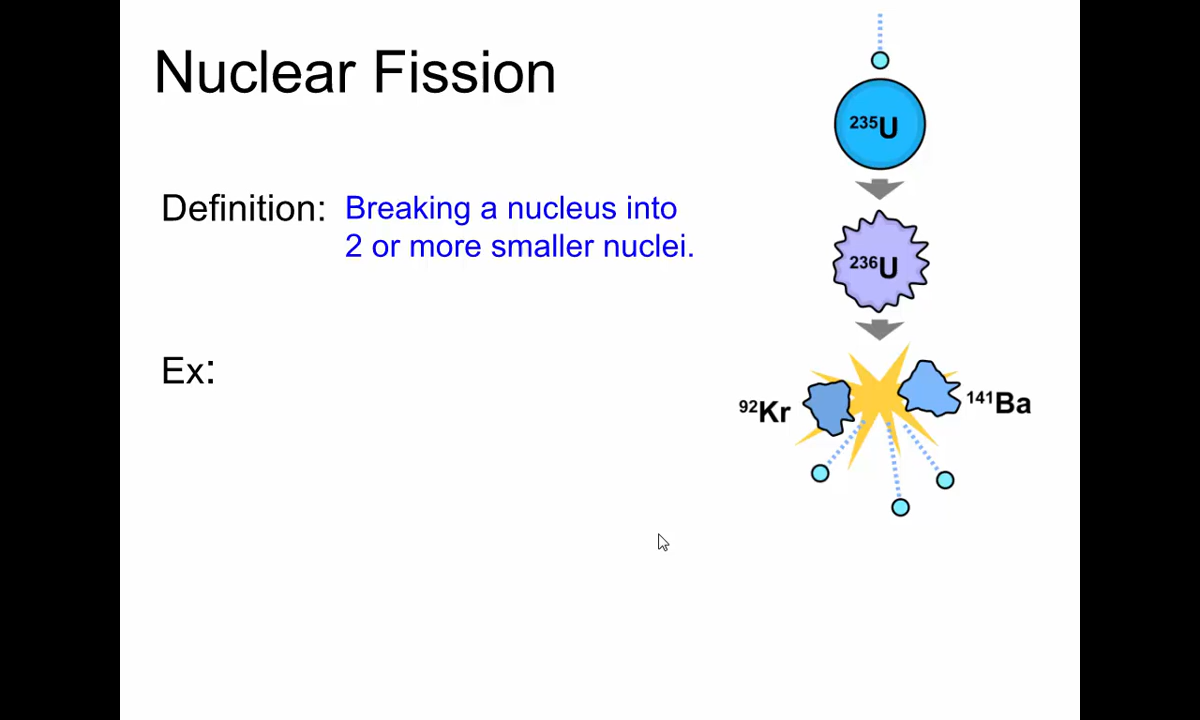 Nuclear Fission
Definition: Breaking a nucleus into
2 or more smaller nuclei.
Ex:
²³⁵U
²³⁶U
⁹²Kr
¹⁴¹Ba